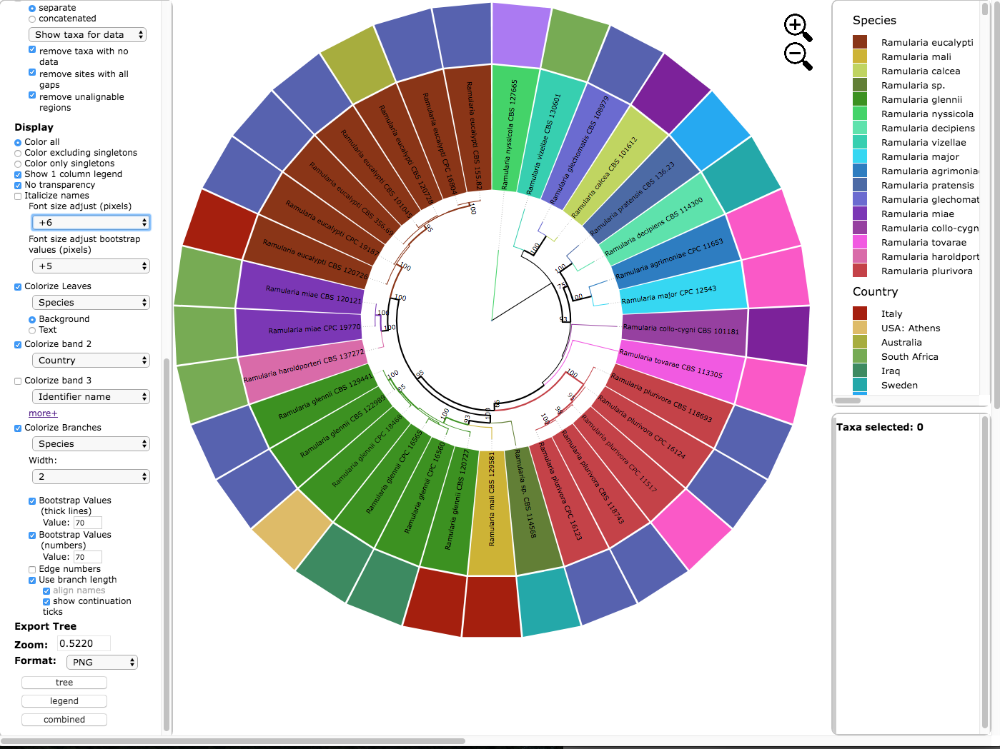 separate
concatenated
Show taxa for data
remove taxa with no
data
remove sites with all
gaps
remove unalignable
regions
Display
Color all
Color excluding singletons
Color only singletons
Show 1 column legend
No transparency
Italicize names
Font size adjust (pixels)
+6
Font size adjust bootstrap
values (pixels)
+5
Colorize Leaves
Species
Background
Text
Colorize band 2
Country
Colorize band 3
Identifier name
more+
Colorize Branches
Species
Width:
2
Bootstrap Values
(thick lines)
Value: 70
Bootstrap Values
(numbers)
Value: 70
Edge numbers
Use branch length
align names
show continuation
ticks
Export Tree
Zoom: 0.5220
Format: PNG
tree
legend
combined
Ramularia nyssicola CBS 127665
Ramularia vizellae CBS 130601
Ramularia glechomatis CBS 108979
Ramularia calcea CBS 101612
Ramularia pratensis CBS 136.23
Ramularia decipiens CBS 114300
Ramularia agrimoniae CPC 11653
Ramularia major CPC 12543
Ramularia collo-cygni CBS 101181
Ramularia tovarae CBS 113305
Ramularia plurivora CBS 118693
Ramularia plurivora CPC 16124
Ramularia plurivora CPC 11517
Ramularia plurivora CBS 118743
Ramularia plurivora CPC 16123
Ramularia sp. CBS 114568
Ramularia mali CBS 129581
Ramularia glennii CBS 120727
Ramularia glennii CPC 16560
Ramularia glennii CPC 16565
Ramularia glennii CPC 18468
Ramularia glennii CBS 122989
Ramularia glennii CBS 129441
Ramularia haroldporteri CBS 137272
Ramularia miae CPC 19770
Ramularia miae CBS 120121
Ramularia eucalypti CBS 120726
Ramularia eucalypti CPC 19187
Ramularia eucalypti CBS 356.69
Ramularia eucalypti CBS 101045
Ramularia eucalypti CBS 120728
Ramularia eucalypti CPC 16804
Ramularia eucalypti CBS 155.82
100
95
100
100
100
100
100
100
75
00
93
100
98
100
95
100
93
100
85
95
Species
Ramularia eucalypti
Ramularia mali
Ramularia calcea
Ramularia sp.
Ramularia glennii
Ramularia nyssicola
Ramularia decipiens
Ramularia vizellae
Ramularia major
Ramularia agrimonia
Ramularia pratensis
Ramularia glechomat
Ramularia miae
Ramularia collo-cygn
Ramularia tovarae
Ramularia haroldport
Ramularia plurivora
Country
Italy
USA: Athens
Australia
South Africa
Iraq
Sweden
Taxa selected: 0